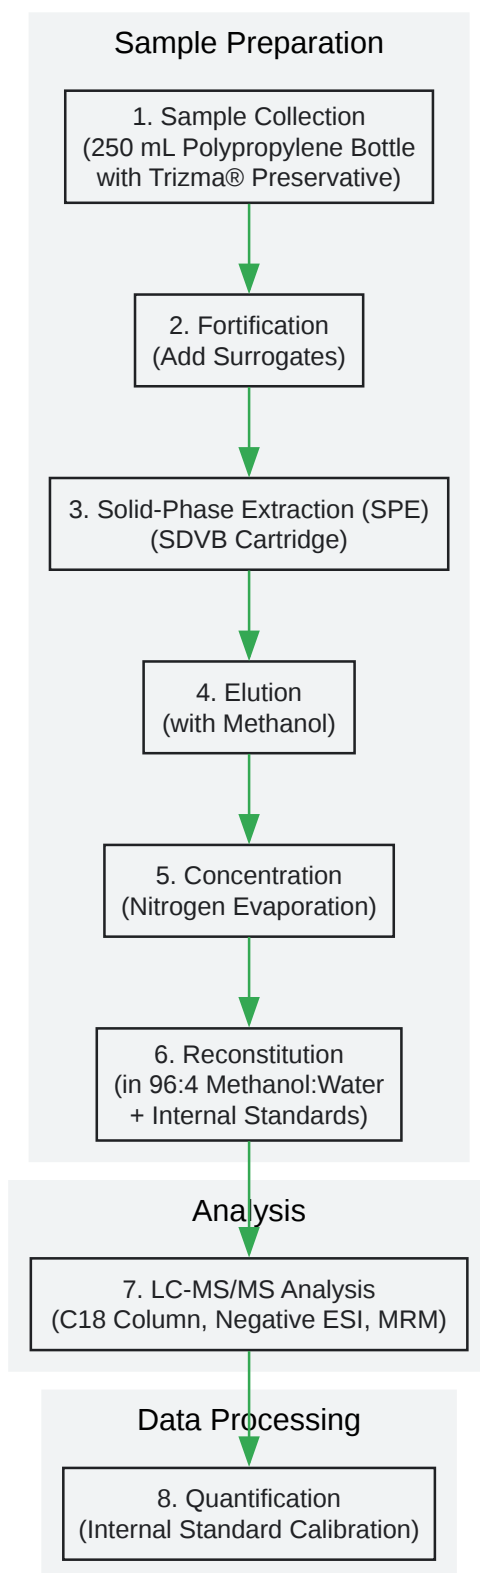 Sample Preparation
1. Sample Collection
(250 mL Polypropylene Bottle
with Trizma® Preservative)
2. Fortification
(Add Surrogates)
3. Solid-Phase Extraction (SPE)
(SDVB Cartridge)
4. Elution
(with Methanol)
5. Concentration
(Nitrogen Evaporation)
6. Reconstitution
(in 96:4 Methanol:Water
+ Internal Standards)
Analysis
7. LC-MS/MS Analysis
(C18 Column, Negative ESI, MRM)
Data Processing
8. Quantification
(Internal Standard Calibration)